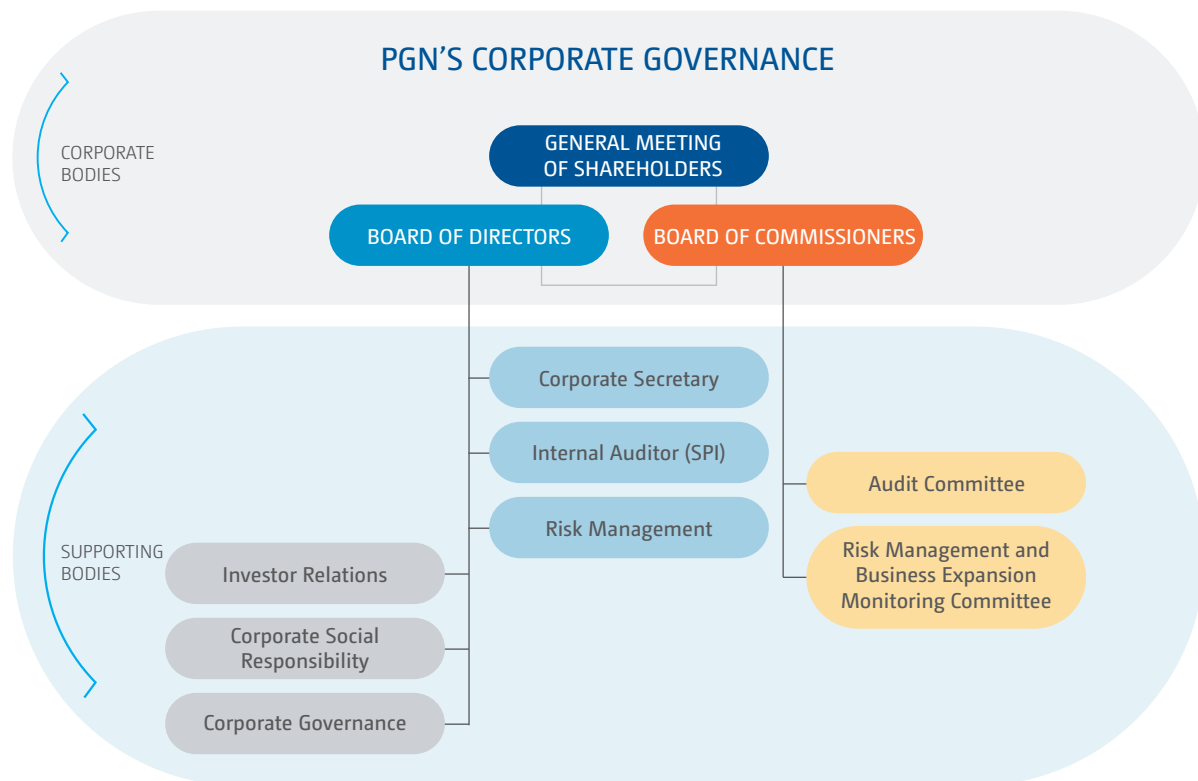 PGN’S CORPORATE GOVERNANCE
CORPORATE
BODIES
GENERAL MEETING
OF SHAREHOLDERS
BOARD OF DIRECTORS
BOARD OF COMMISSIONERS
Corporate Secretary
Internal Auditor (SPI)
Risk Management
Audit Committee
Risk Management and
Business Expansion
Monitoring Committee
SUPPORTING
BODIES
Investor Relations
Corporate Social
Responsibility
Corporate Governance